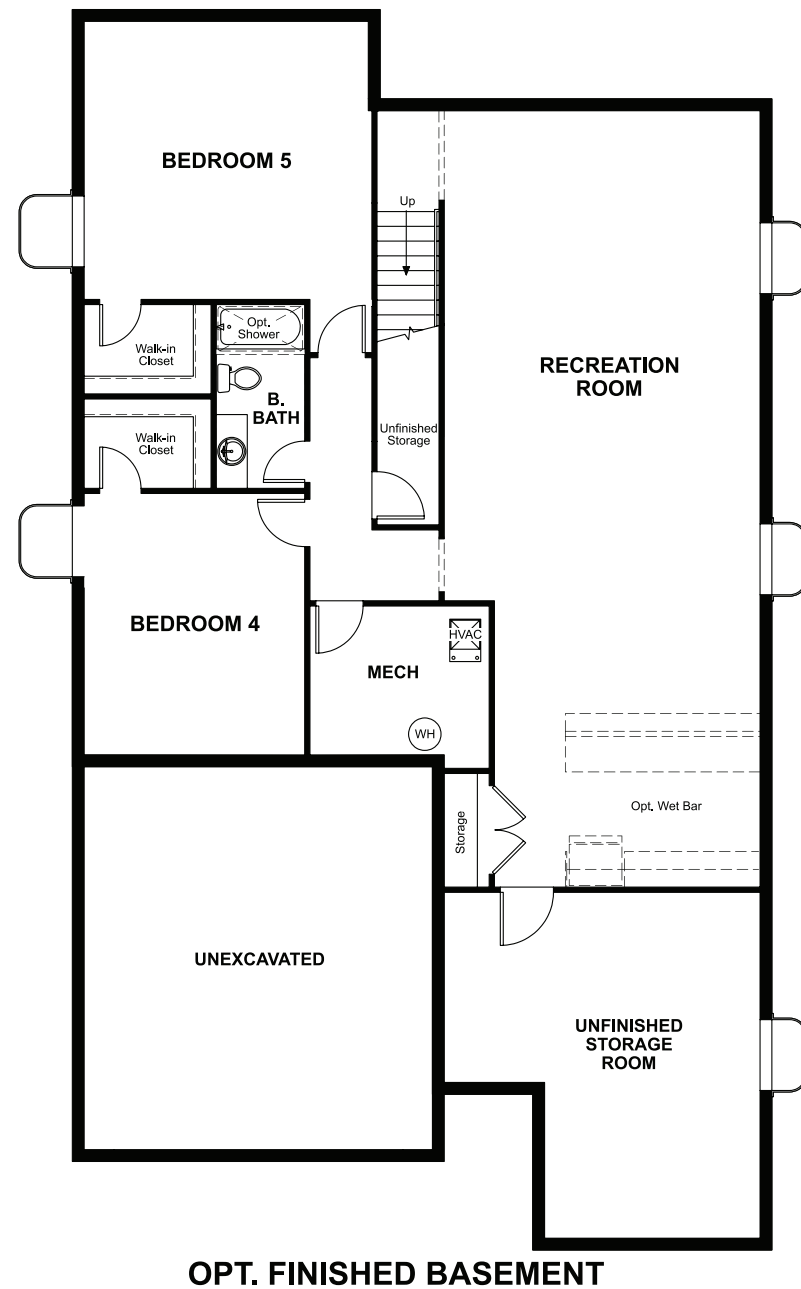 BEDROOM 5
Up
Opt.
Shower
Walk-in
Closet
RECREATION
ROOM
B.
BATH
Walk-in
Closet
Unfinished
Storage
BEDROOM 4
HVAC
MECH
WH
Opt. Wet Bar
Storage
UNEXCAVATED
UNFINISHED
STORAGE
ROOM
OPT. FINISHED BASEMENT